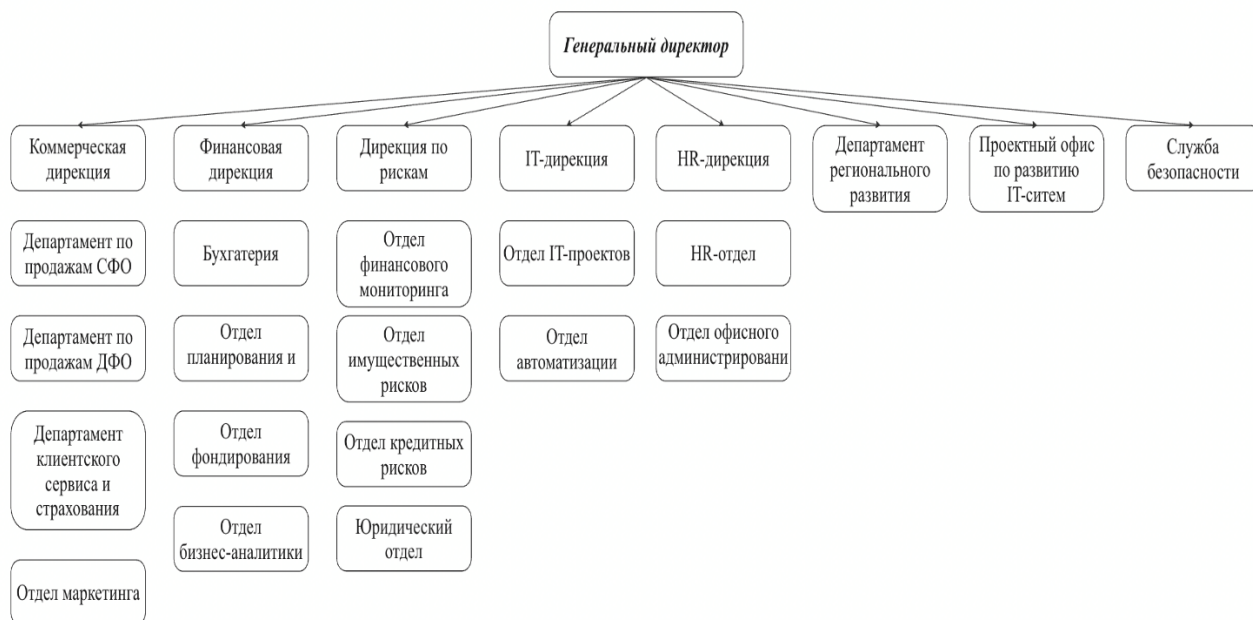 Генеральный директор
Коммерческая
дирекция
Финансовая
дирекция
Дирекция по
рискам
IT-дирекция
HR-дирекция
Департамент
регионального
развития
Проектный офис
по развитию
IT-ситем
Служба
безопасности
Департамент по
продажам СФО
Бухгатерия
Отдел
финансового
мониторинга
Отдел IT-проектов
HR-отдел
Департамент по
продажам ДФО
Отдел
планирования и
Отдел
имущественных
рисков
Отдел
автоматизации
Отдел офисного
администрировани
Департамент
клиентского
сервиса и
страхования
Отдел
фондирования
Отдел кредитных
рисков
Отдел
бизнес-аналитики
Юридический
отдел
Отдел маркетинга